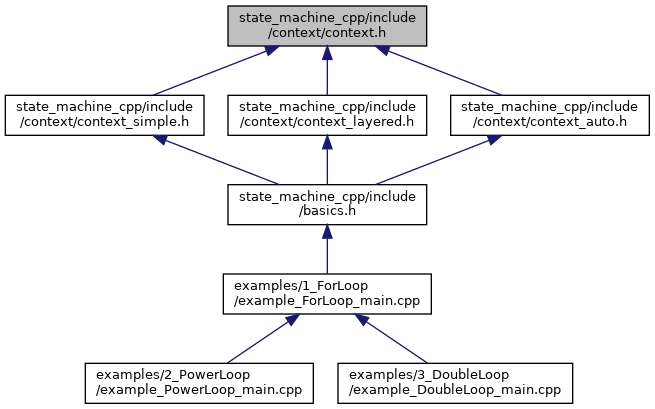 state_machine_cpp/include
/context/context.h
state_machine_cpp/include
/context/context_simple.h
state_machine_cpp/include
/context/context_layered.h
state_machine_cpp/include
/context/context_auto.h
state_machine_cpp/include
/basics.h
examples/1_ForLoop
/example_ForLoop_main.cpp
examples/2_PowerLoop
/example_PowerLoop_main.cpp
examples/3_DoubleLoop
/example_DoubleLoop_main.cpp